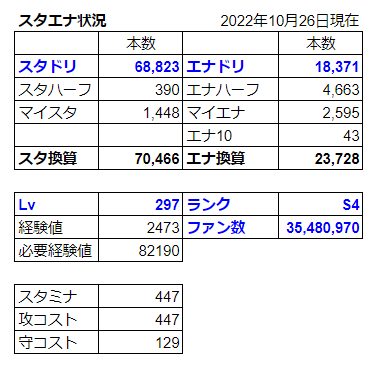 スタエナ状況 2022年10月26日現在
本数 本数
スタドリ 68,823 エナドリ 18,371
スタハーフ 390 エナハーフ 4,663
マイスタ 1,448 マイエナ 2,595
エナ10 43
スタ換算 70,466 エナ換算 23,728
Lv 297 ランク S4
経験値 2473 ファン数 35,480,970
必要経験値 82190
スタミナ 447
攻コスト 447
守コスト 129